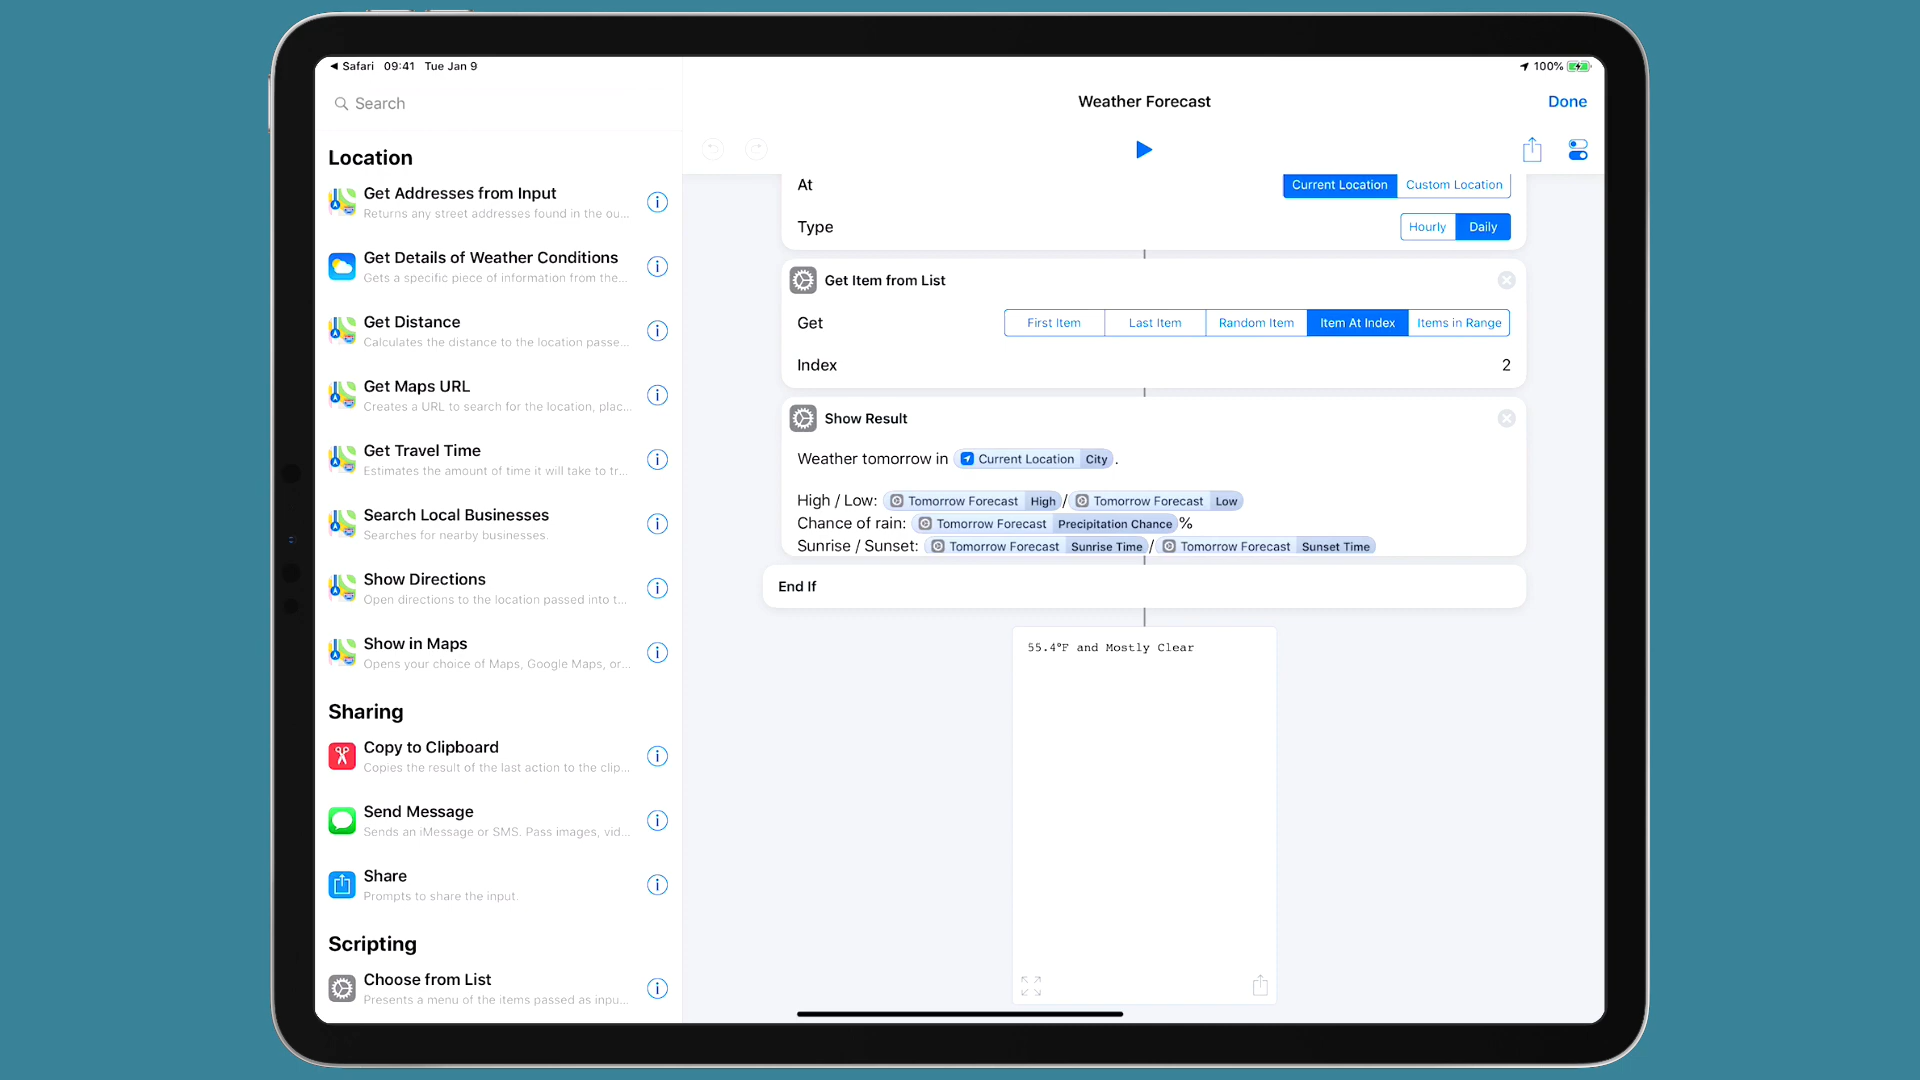 ◀ Safari 09:41 Tue Jan 9
100%
Search
Location
Get Addresses from Input
Returns any street addresses found in the ou...
Get Details of Weather Conditions
Gets a specific piece of information from the...
Get Distance
Calculates the distance to the location passe...
Get Maps URL
Creates a URL to search for the location, plac...
Get Travel Time
Estimates the amount of time it will take to tr...
Search Local Businesses
Searches for nearby businesses.
Show Directions
Open directions to the location passed into t...
Show in Maps
Opens your choice of Maps, Google Maps, or...
Sharing
Copy to Clipboard
Copies the result of the last action to the clip...
Send Message
Sends an iMessage or SMS. Pass images, vid...
Share
Prompts to share the input.
Scripting
Choose from List
Presents a menu of the items passed as inpu...
Weather Forecast
Done
At Current Location Custom Location
Type Hourly Daily
Get Item from List
Get First Item Last Item Random Item Item At Index Items in Range
Index 2
Show Result
Weather tomorrow in Current Location City .
High / Low: Tomorrow Forecast High / Tomorrow Forecast Low
Chance of rain: Tomorrow Forecast Precipitation Chance %
Sunrise / Sunset: Tomorrow Forecast Sunrise Time / Tomorrow Forecast Sunset Time
End If
55.4°F and Mostly Clear